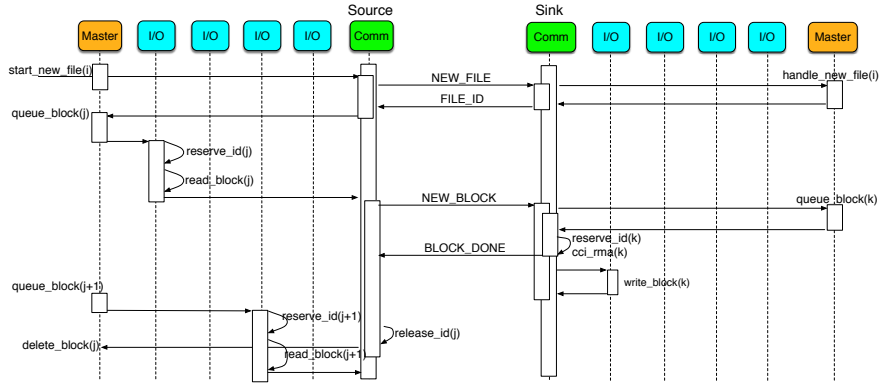 Source
Sink
Master
I/O
I/O
I/O
I/O
Comm
Comm
I/O
I/O
I/O
I/O
Master
start_new_file(i)
NEW_FILE
handle_new_file(i)
FILE_ID
queue_block(j)
reserve_id(j)
read_block(j)
NEW_BLOCK
queue_block(k)
reserve_id(k)
BLOCK_DONE
cci_rma(k)
write_block(k)
queue_block(j+1)
reserve_id(j+1)
release_id(j)
delete_block(j)
read_block(j+1)